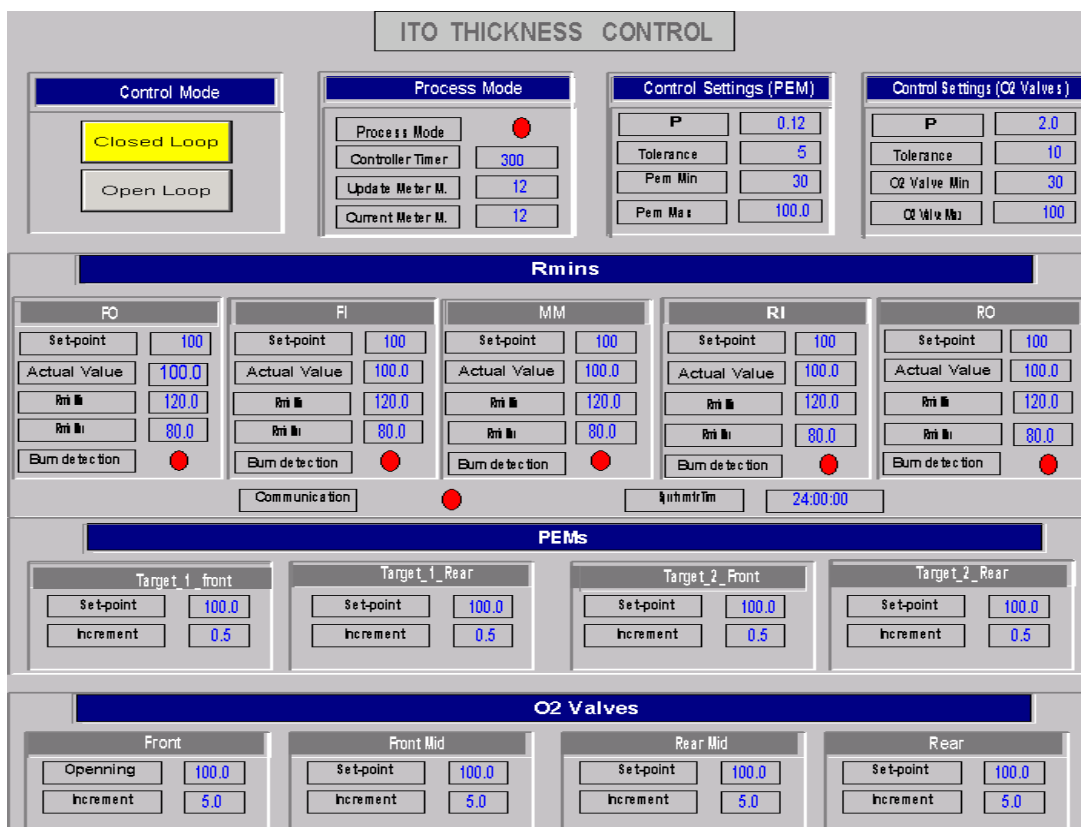 ITO THICKNESS CONTROL
Control Mode
Closed Loop
Open Loop
Process Mode
Process Mode
Controller Timer 300
Update Meter M. 12
Current Meter M. 12
Control Settings (PEM)
P 0.12
Tolerance 5
Pem Min 30
Pem Max 100.0
Control Settings (O2 Valves)
P 2.0
Tolerance 10
O2 Valve Min 30
O2 Valve Max 100
Rmins
FO
Set-point 100
Actual Value 100.0
120.0
80.0
Burn detection
FI
Set-point 100
Actual Value 100.0
120.0
80.0
Burn detection
MM
Set-point 100
Actual Value 100.0
120.0
80.0
Burn detection
RI
Set-point 100
Actual Value 100.0
120.0
80.0
Burn detection
RO
Set-point 100
Actual Value 100.0
120.0
80.0
Burn detection
Communication
24:00:00
PEMs
Target_1_front
Set-point 100.0
Increment 0.5
Target_1_Rear
Set-point 100.0
Increment 0.5
Target_2_Front
Set-point 100.0
Increment 0.5
Target_2_Rear
Set-point 100.0
Increment 0.5
O2 Valves
Front
Openning 100.0
Increment 5.0
Front Mid
Set-point 100.0
Increment 5.0
Rear Mid
Set-point 100.0
Increment 5.0
Rear
Set-point 100.0
Increment 5.0